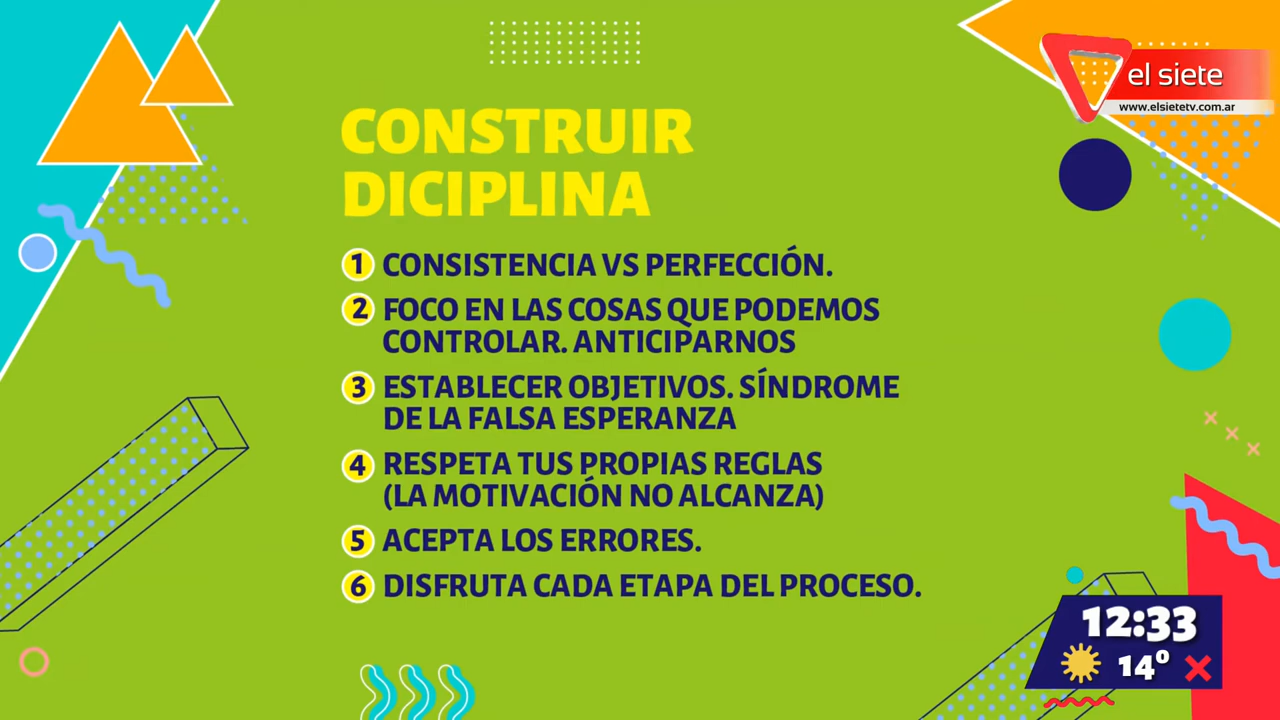 el siete
www.elsietetv.com.ar
CONSTRUIR
DICIPLINA
1 CONSISTENCIA VS PERFECCIÓN.
2 FOCO EN LAS COSAS QUE PODEMOS
CONTROLAR. ANTICIPARNOS
3 ESTABLECER OBJETIVOS. SÍNDROME
DE LA FALSA ESPERANZA
4 RESPETA TUS PROPIAS REGLAS
(LA MOTIVACIÓN NO ALCANZA)
5 ACEPTA LOS ERRORES.
6 DISFRUTA CADA ETAPA DEL PROCESO.
12:33
14º